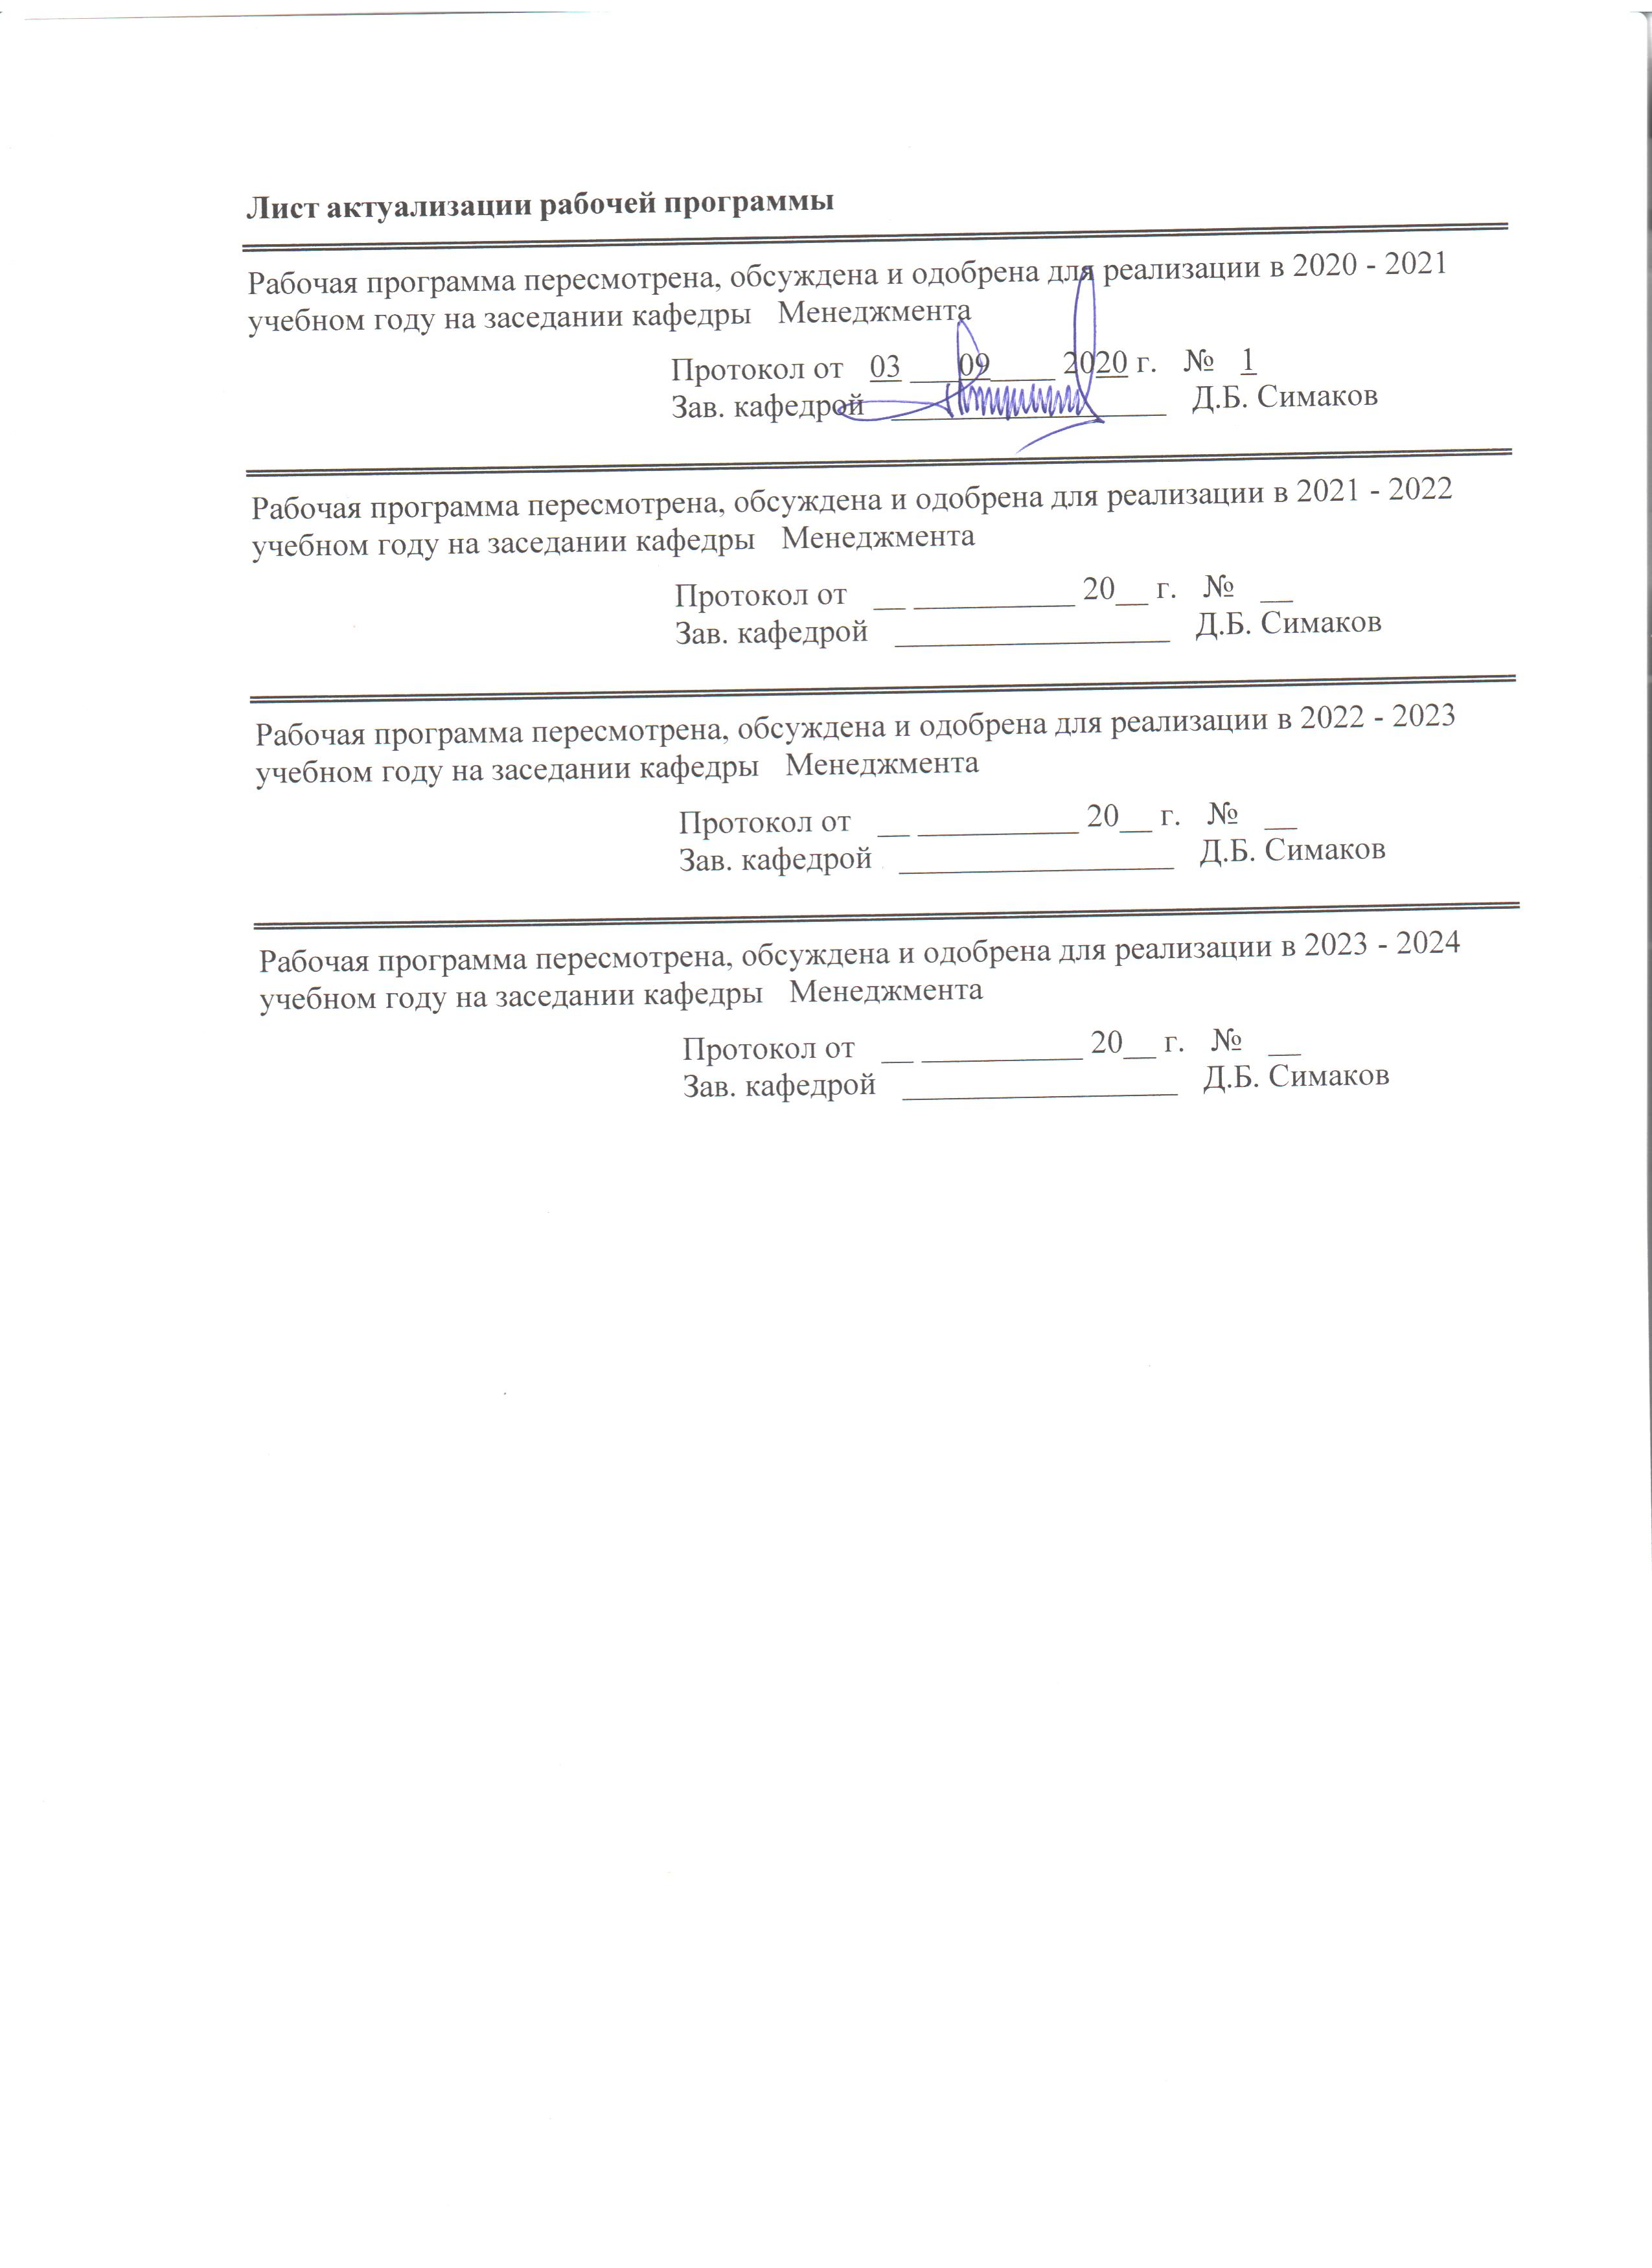 Лист актуализации рабочей программы
Рабочая программа пересмотрена, обсуждена и одобрена для реализации в 2020 - 2021
учебном году на заседании кафедры Менеджмента
Протокол от 03 ___09____ 2020 г. № 1
Зав. кафедрой _________________ Д.Б. Симаков
Рабочая программа пересмотрена, обсуждена и одобрена для реализации в 2021 - 2022
учебном году на заседании кафедры Менеджмента
Протокол от __ __________ 20__ г. № __
Зав. кафедрой _________________ Д.Б. Симаков
Рабочая программа пересмотрена, обсуждена и одобрена для реализации в 2022 - 2023
учебном году на заседании кафедры Менеджмента
Протокол от __ __________ 20__ г. № __
Зав. кафедрой _________________ Д.Б. Симаков
Рабочая программа пересмотрена, обсуждена и одобрена для реализации в 2023 - 2024
учебном году на заседании кафедры Менеджмента
Протокол от __ __________ 20__ г. № __
Зав. кафедрой _________________ Д.Б. Симаков